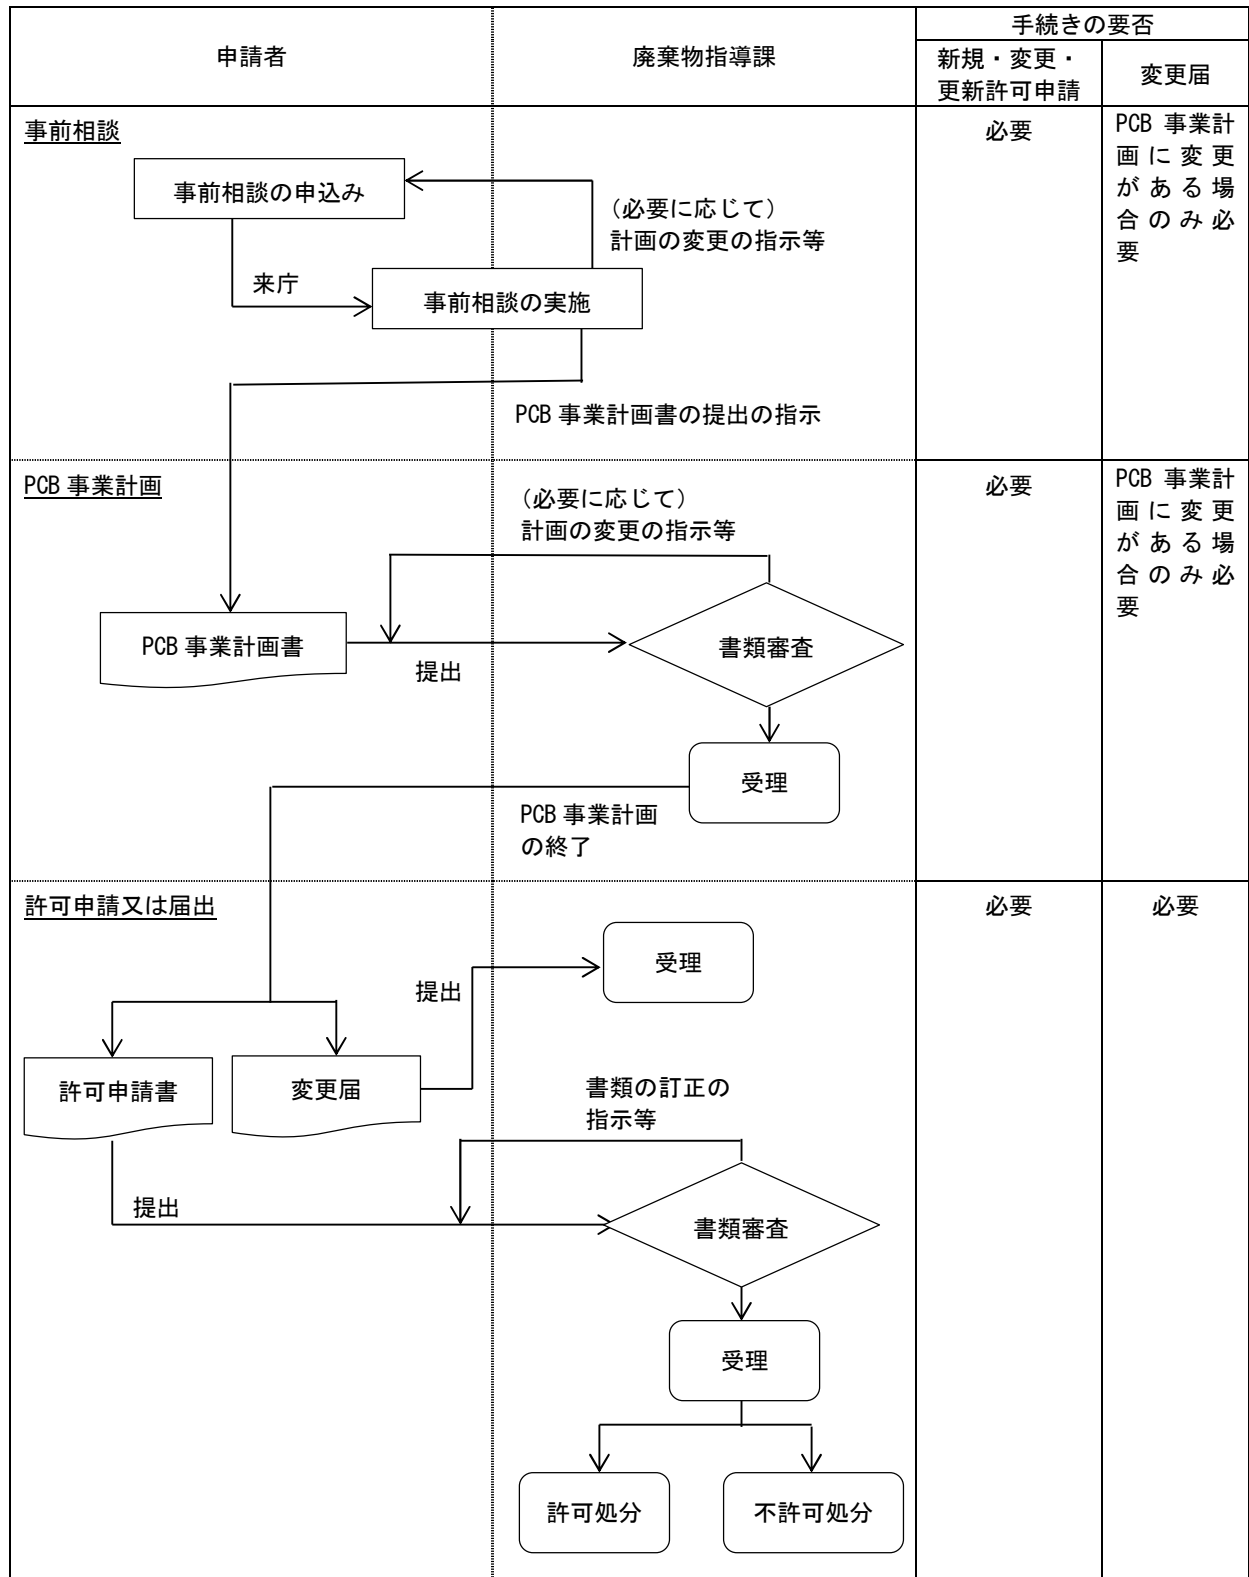 申請者
廃棄物指導課
手続きの要否
新規・変更・
更新許可申請
変更届
事前相談
必要
PCB 事業計
画に変更
がある場
合のみ必
要
事前相談の申込み
(必要に応じて)
計画の変更の指示等
来庁
事前相談の実施
PCB 事業計画書の提出の指示
PCB 事業計画
必要
PCB 事業計
画に変更
がある場
合のみ必
要
(必要に応じて)
計画の変更の指示等
PCB 事業計画書
提出
書類審査
受理
PCB 事業計画
の終了
許可申請又は届出
必要
必要
受理
提出
許可申請書
変更届
書類の訂正の
指示等
提出
書類審査
受理
許可処分
不許可処分